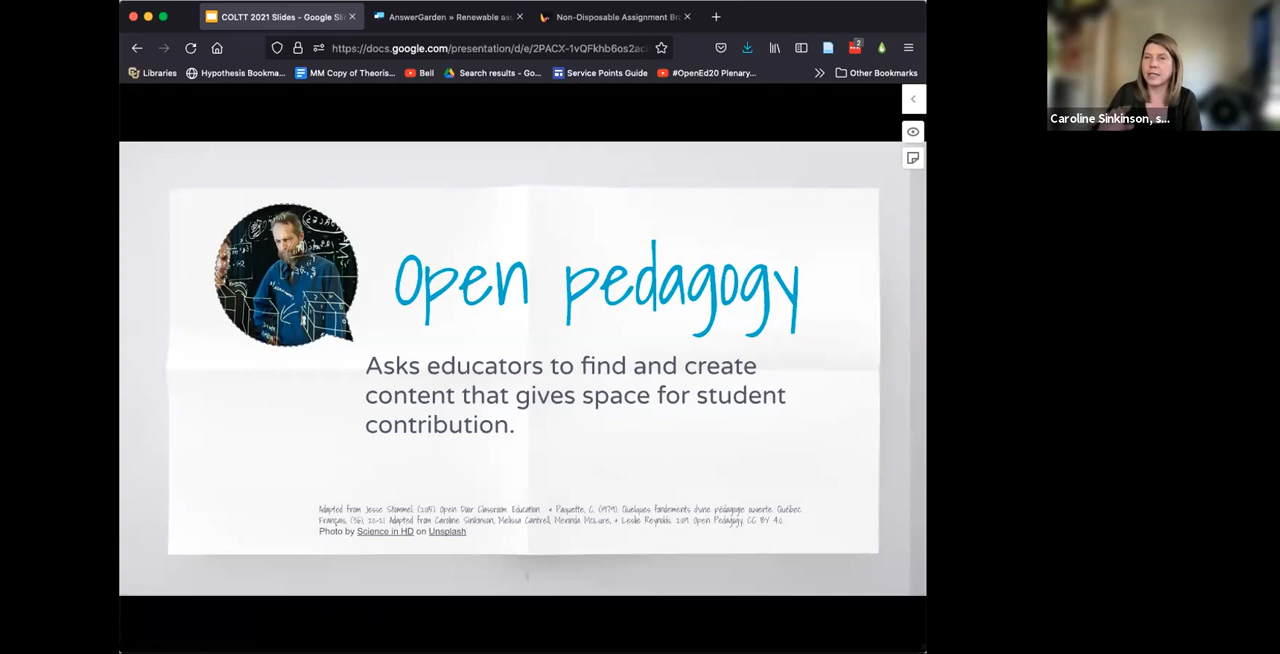 COLTT 2021 Slides - Google Sli
AnswerGarden » Renewable as
Non-Disposable Assignment Bra
https://docs.google.com/presentation/d/e/2PACX-1vQFkhb6os2ac
2
Libraries
Hypothesis Bookma...
MM Copy of Theoris...
Bell
Search results - Go...
Service Points Guide
#OpenEd20 Plenary...
Other Bookmarks
Caroline Sinkinson, s...
Open pedagogy
Asks educators to find and create
content that gives space for student
contribution.
Adapted from Jesse Stommel. (2015). Open Door Classroom. Education & Paquette, C. (1979). Quelques fondements d'une pédagogie ouverte. Québec
Français, (36), 20-21. Adapted from Caroline Sinkinson, Melissa Cantrell, Merinda McLure, & Leslie Reynolds. 2019. Open Pedagogy. CC BY 4.0.
Photo by Science in HD on Unsplash